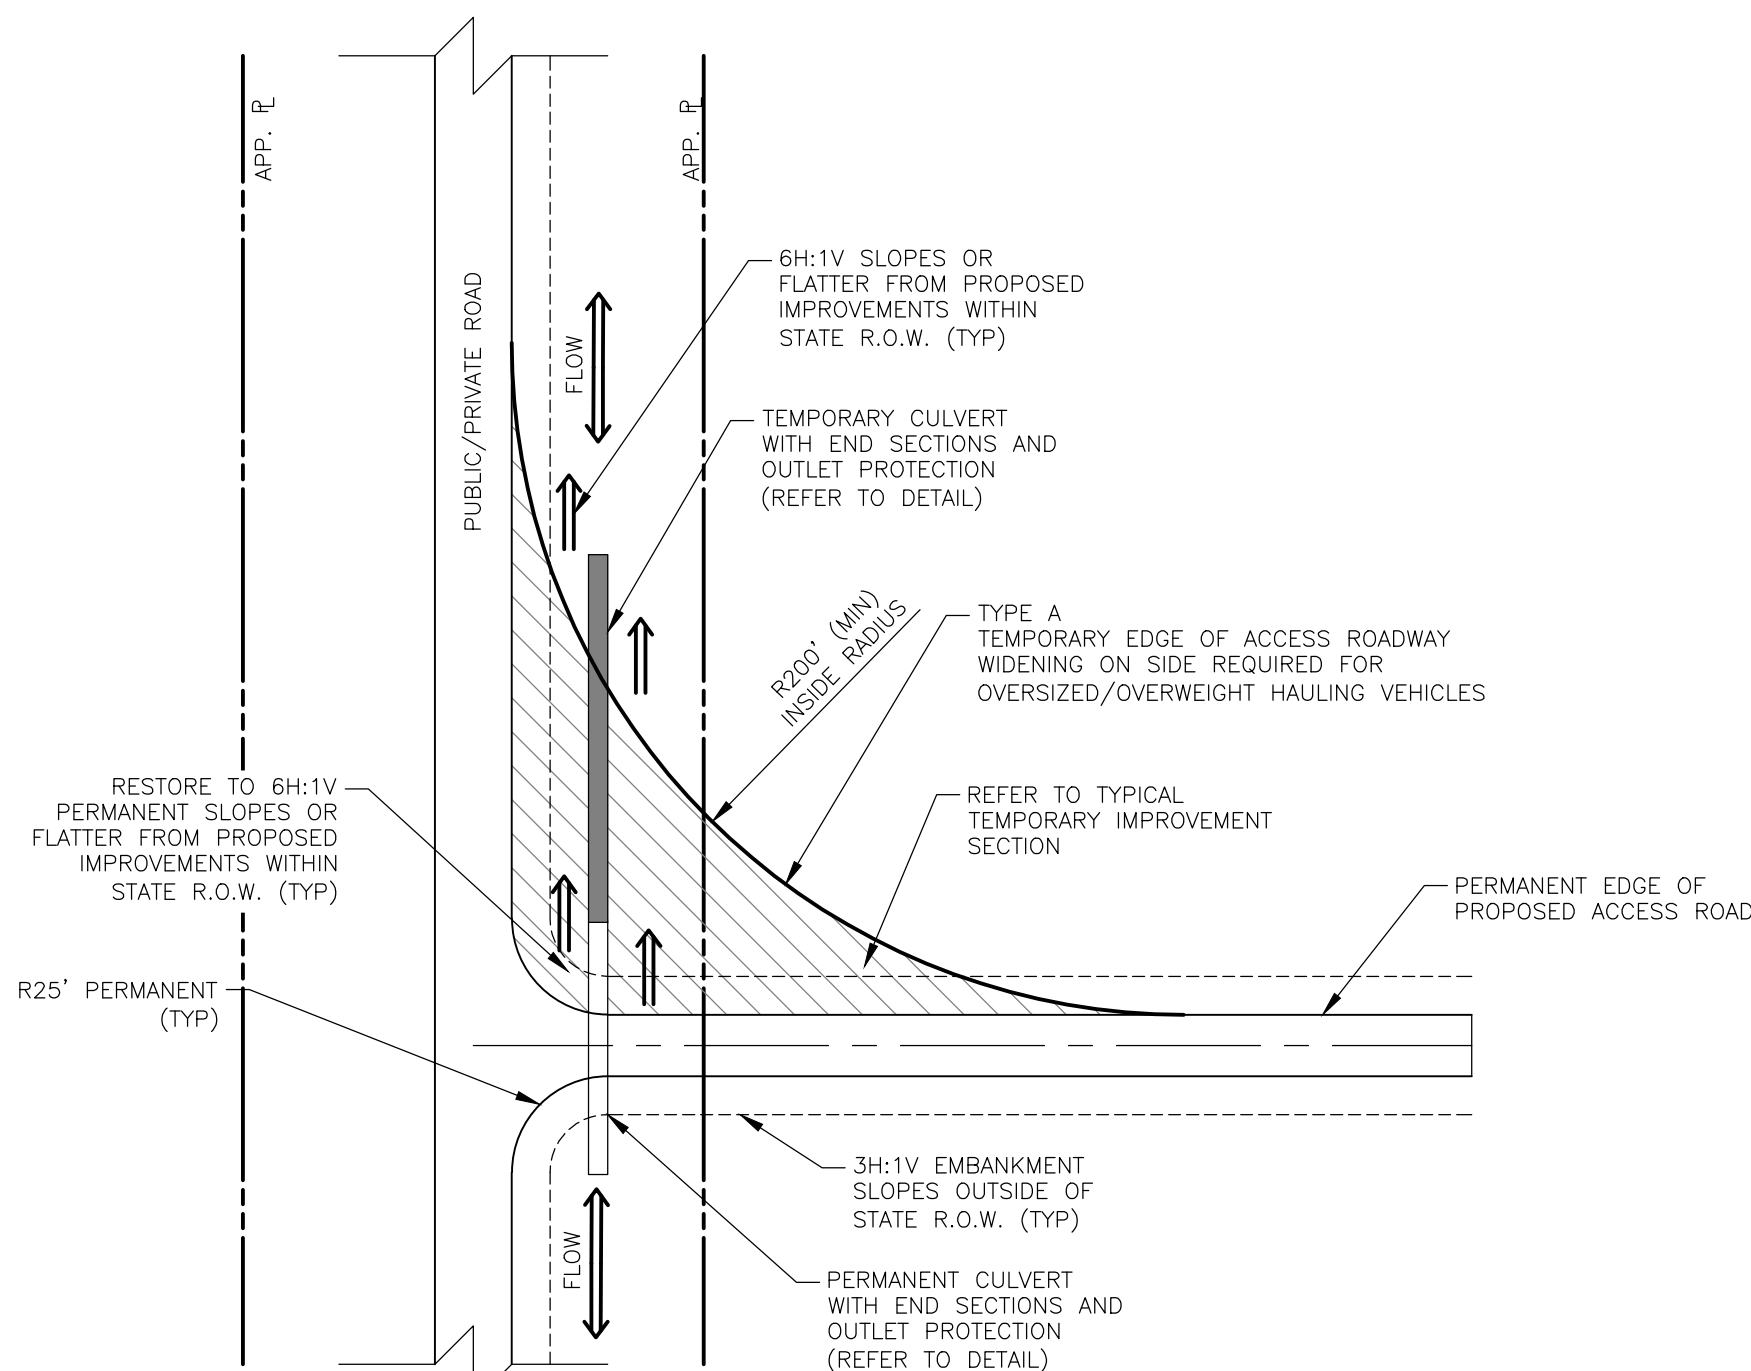 APP. PL
APP. PL
6H:1V SLOPES OR
FLATTER FROM PROPOSED
IMPROVEMENTS WITHIN
STATE R.O.W. (TYP)
PUBLIC/PRIVATE ROAD
FLOW
TEMPORARY CULVERT
WITH END SECTIONS AND
OUTLET PROTECTION
(REFER TO DETAIL)
R200' (MIN)
INSIDE RADIUS
TYPE A
TEMPORARY EDGE OF ACCESS ROADWAY
WIDENING ON SIDE REQUIRED FOR
OVERSIZED/OVERWEIGHT HAULING VEHICLES
RESTORE TO 6H:1V
PERMANENT SLOPES OR
FLATTER FROM PROPOSED
IMPROVEMENTS WITHIN
STATE R.O.W. (TYP)
REFER TO TYPICAL
TEMPORARY IMPROVEMENT
SECTION
PERMANENT EDGE OF
PROPOSED ACCESS ROAD
R25' PERMANENT
(TYP)
3H:1V EMBANKMENT
SLOPES OUTSIDE OF
STATE R.O.W. (TYP)
FLOW
PERMANENT CULVERT
WITH END SECTIONS AND
OUTLET PROTECTION
(REFER TO DETAIL)